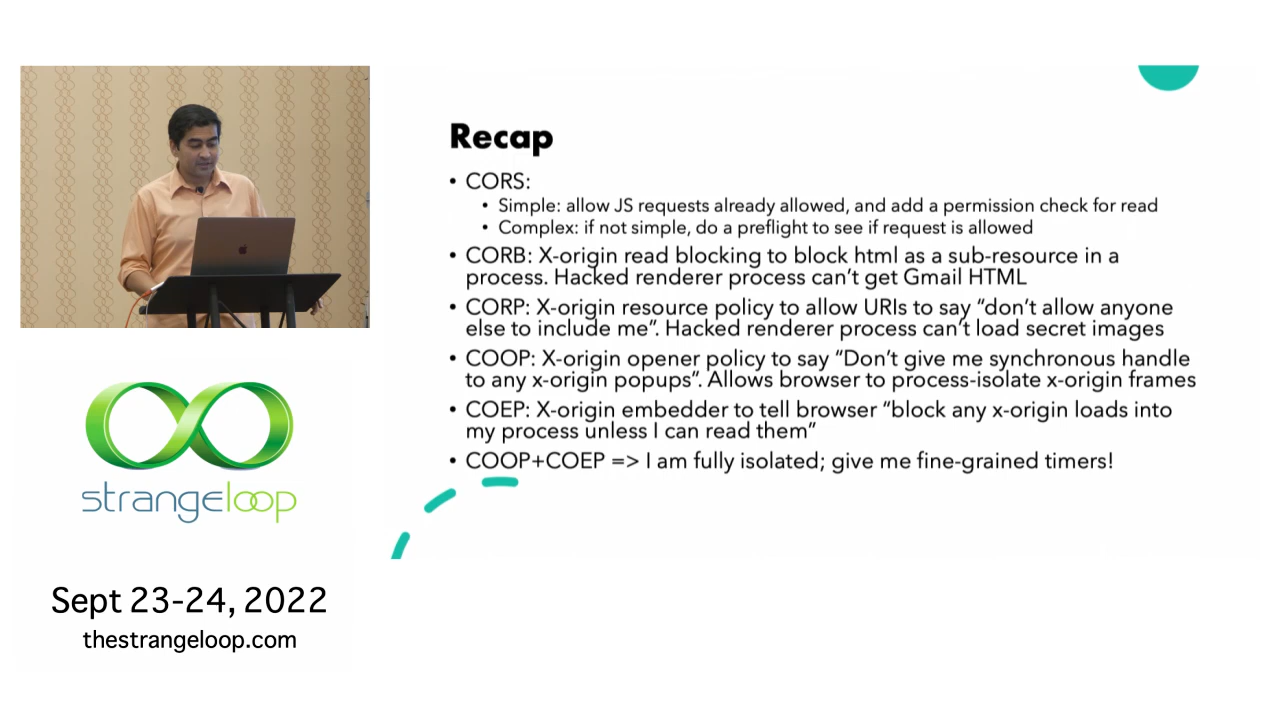 Recap
• CORS:
• Simple: allow JS requests already allowed, and add a permission check for read
• Complex: if not simple, do a preflight to see if request is allowed
• CORB: X-origin read blocking to block html as a sub-resource in a
process. Hacked renderer process can't get Gmail HTML
• CORP: X-origin resource policy to allow URIs to say “don't allow anyone
else to include me”. Hacked renderer process can't load secret images
• COOP: X-origin opener policy to say “Don't give me synchronous handle
to any x-origin popups”. Allows browser to process-isolate x-origin frames
• COEP: X-origin embedder to tell browser “block any x-origin loads into
my process unless I can read them”
• COOP+COEP => I am fully isolated; give me fine-grained timers!
strangeloop
Sept 23-24, 2022
thestrangeloop.com